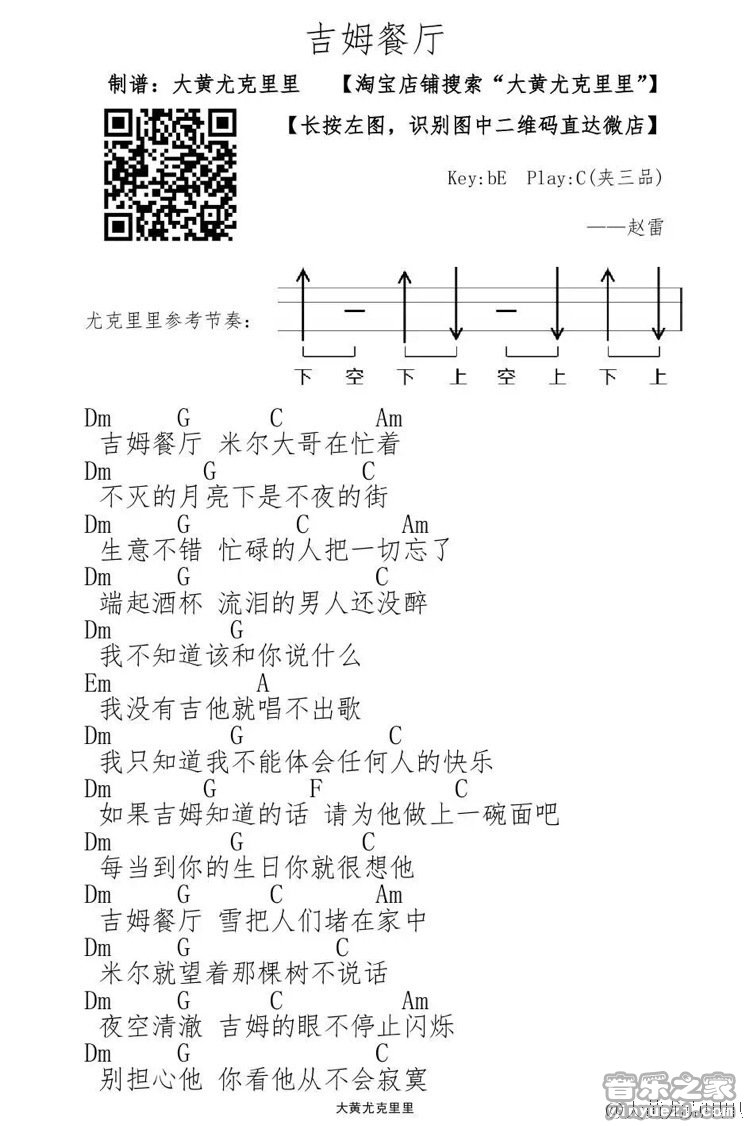 吉姆餐厅
制谱：大黄尤克里里 【淘宝店铺搜索“大黄尤克里里”】
【长按左图，识别图中二维码直达微店】
Key:bE Play:C(夹三品)
——赵雷
尤克里里参考节奏：
下 空 下 上 空 上 下 上
Dm G C Am
吉姆餐厅 米尔大哥在忙着
Dm G C
不灭的月亮下是不夜的街
Dm G C Am
生意不错 忙碌的人把一切忘了
Dm G C
端起酒杯 流泪的男人还没醉
Dm G
我不知道该和你说什么
Em A
我没有吉他就唱不出歌
Dm G C
我只知道我不能体会任何人的快乐
Dm G F C
如果吉姆知道的话 请为他做上一碗面吧
Dm G C
每当到你的生日你就很想他
Dm G C Am
吉姆餐厅 雪把人们堵在家中
Dm G C
米尔就望着那棵树不说话
Dm G C Am
夜空清澈 吉姆的眼不停止闪烁
Dm G C
别担心他 你看他从不会寂寞
大黄尤克里里
音乐之家